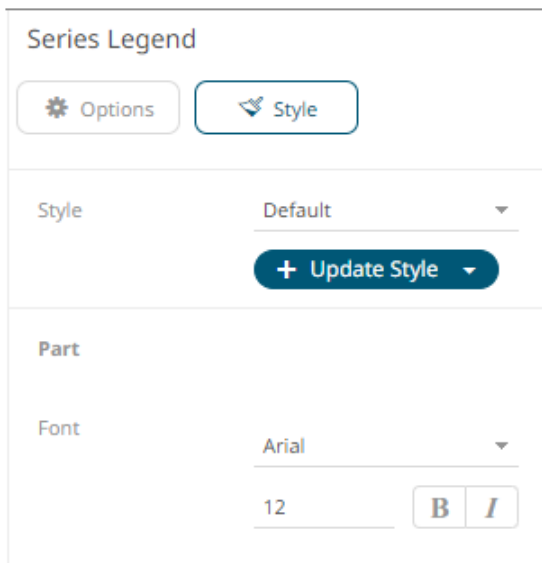 Series Legend
Options Style
Style Default
+ Update Style
Part
Font
Arial
12 B I